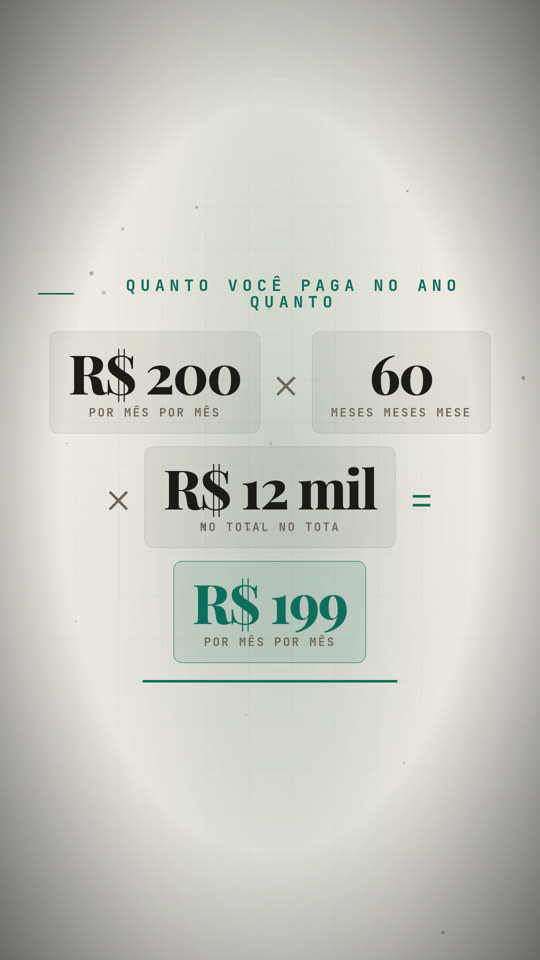 QUANTO VOCÊ PAGA NO ANO
QUANTO
R$ 200 × 60
POR MÊS POR MÊS MESES MESES MESE
× R$ 12 mil =
NO TOTAL NO TOTA
R$ 199
POR MÊS POR MÊS